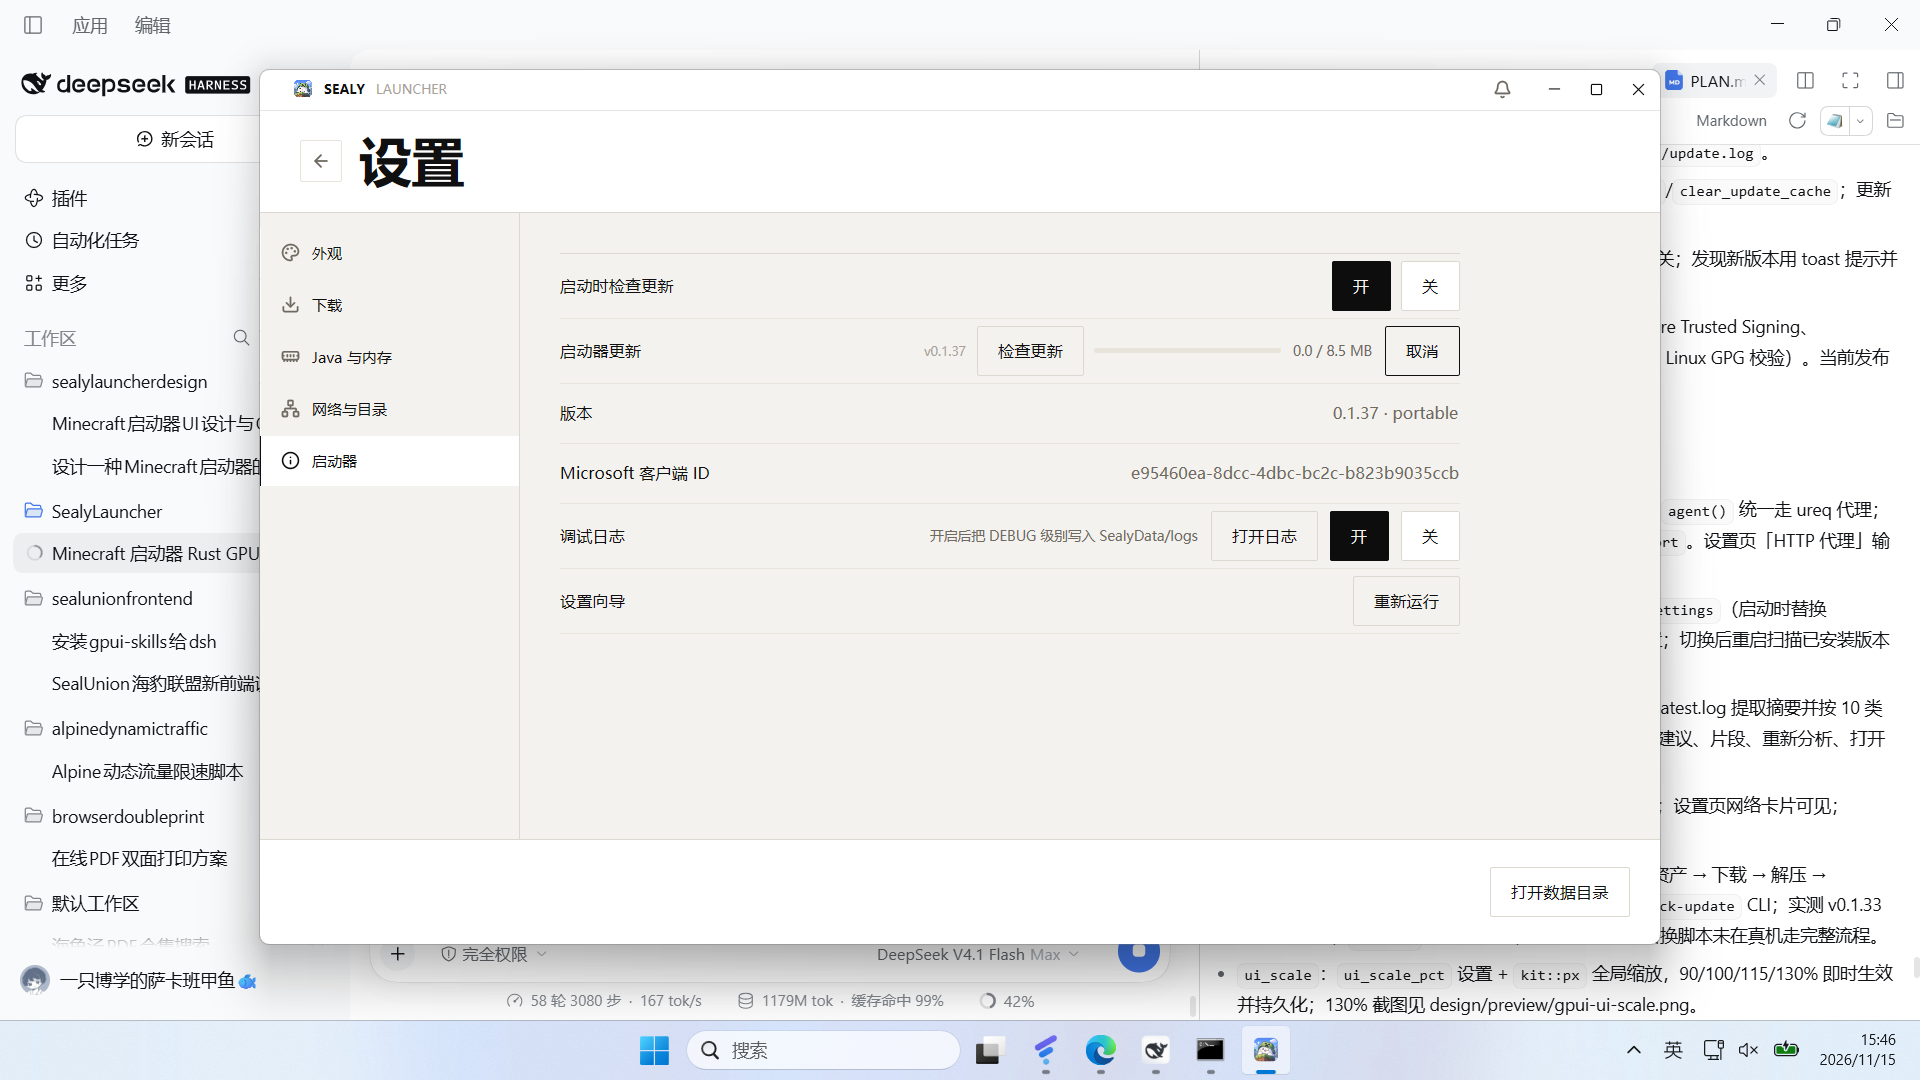 应用 编辑
deepseek HARNESS
新会话
插件
自动化任务
更多
工作区
sealylauncherdesign
Minecraft启动器UI设计与
设计一种Minecraft启动器的
SealyLauncher
Minecraft 启动器 Rust GPU
sealunionfrontend
安装gpui-skills给dsh
SealUnion海豹联盟新前端
alpinedynamictraffic
Alpine动态流量限速脚本
browserdoubleprint
在线PDF双面打印方案
默认工作区
一只博学的萨卡班甲鱼
SEALY LAUNCHER
设置
外观
下载
Java 与内存
网络与目录
启动器
启动时检查更新 开 关
启动器更新 v0.1.37 检查更新 0.0 / 8.5 MB 取消
版本 0.1.37 · portable
Microsoft 客户端 ID e95460ea-8dcc-4dbc-bc2c-b823b9035ccb
调试日志 开启后把 DEBUG 级别写入 SealyData/logs 打开日志 开 关
设置向导 重新运行
打开数据目录
完全权限 DeepSeek V4.1 Flash Max
58 轮 3080 步 · 167 tok/s 1179M tok · 缓存命中 99% 42%
PLAN.m
Markdown
/update.log 。
/ clear_update_cache ；更新
关；发现新版本用 toast 提示并
re Trusted Signing、
Linux GPG 校验）。当前发布
agent() 统一走 ureq 代理；
ort 。设置页「HTTP 代理」输
ettings （启动时替换
；切换后重启扫描已安装版本
atest.log 提取摘要并按 10 类
建议、片段、重新分析、打开
；设置页网络卡片可见；
资产 → 下载 → 解压 →
ck-update CLI；实测 v0.1.33
换脚本未在真机走完整流程。
• ui_scale ： ui_scale_pct 设置 + kit::px 全局缩放，90/100/115/130% 即时生效
并持久化；130% 截图见 design/preview/gpui-ui-scale.png。
搜索
英
15:46
2026/11/15